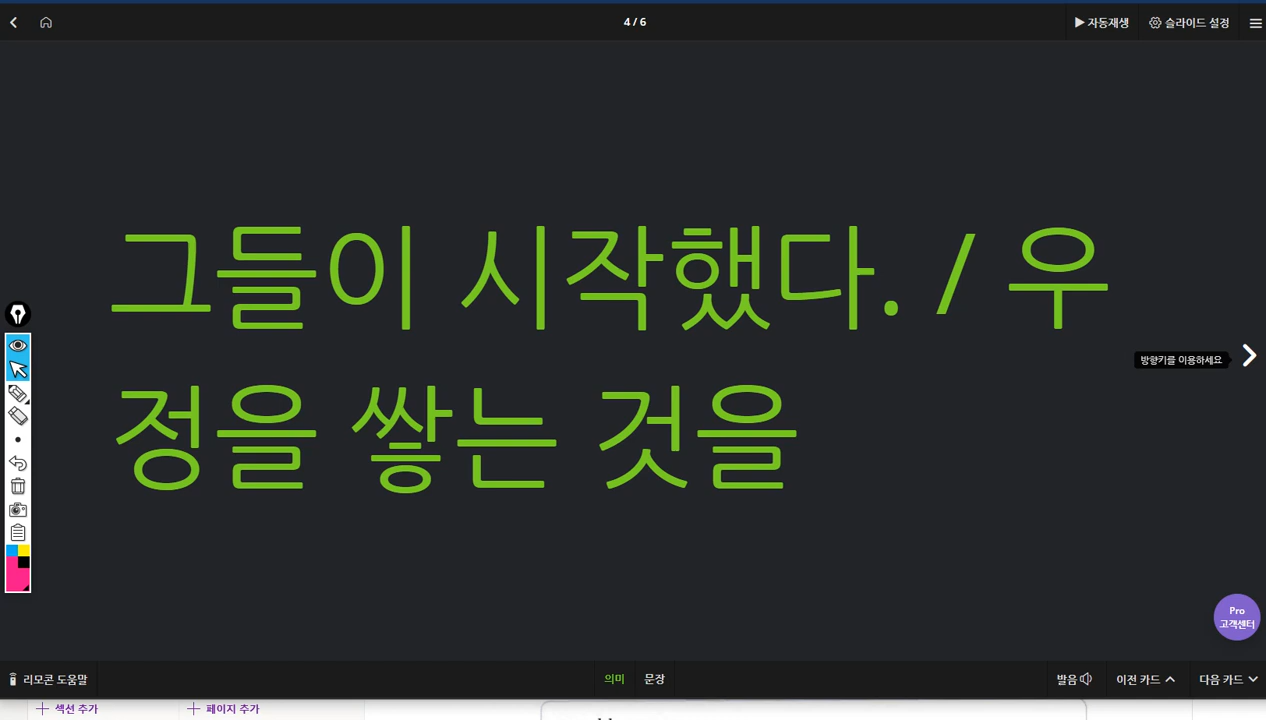 4 / 6
자동재생
슬라이드 설정
그들이 시작했다. / 우
정을 쌓는 것을
방향키를 이용하세요
Pro
고객센터
리모콘 도움말
의미
문장
발음
이전 카드
다음 카드
섹션 추가
페이지 추가